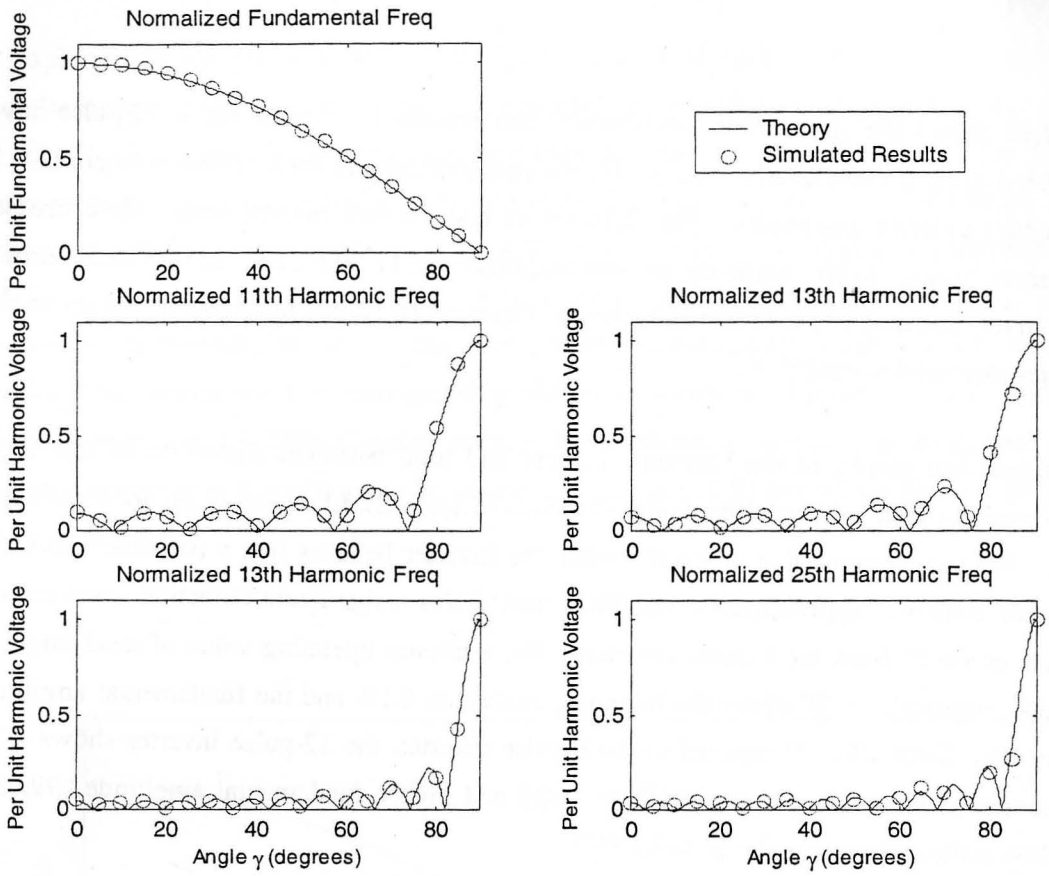 Normalized Fundamental Freq
Per Unit Fundamental Voltage
1
0.5
0
0 20 40 60 80
Theory
Simulated Results
Normalized 11th Harmonic Freq
Per Unit Harmonic Voltage
1
0.5
0
0 20 40 60 80
Normalized 13th Harmonic Freq
Per Unit Harmonic Voltage
1
0.5
0
0 20 40 60 80
Normalized 13th Harmonic Freq
Per Unit Harmonic Voltage
1
0.5
0
0 20 40 60 80
Angle γ (degrees)
Normalized 25th Harmonic Freq
Per Unit Harmonic Voltage
1
0.5
0
0 20 40 60 80
Angle γ (degrees)